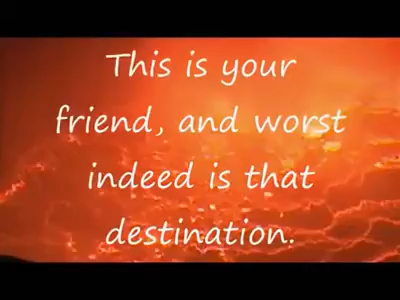 This is your
friend, and worst
indeed is that
destination.